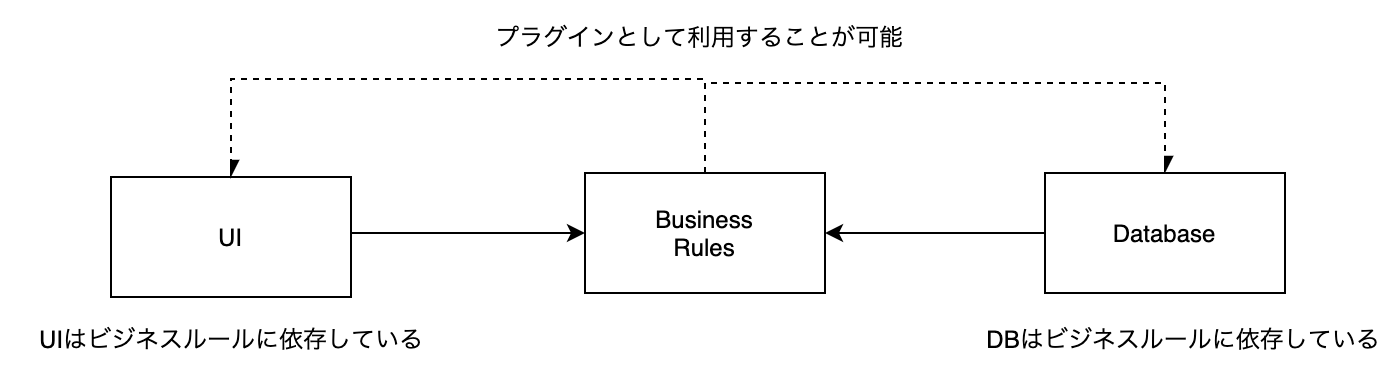 プラグインとして利用することが可能
UI
Business
Rules
Database
UIはビジネスルールに依存している
DBはビジネスルールに依存している